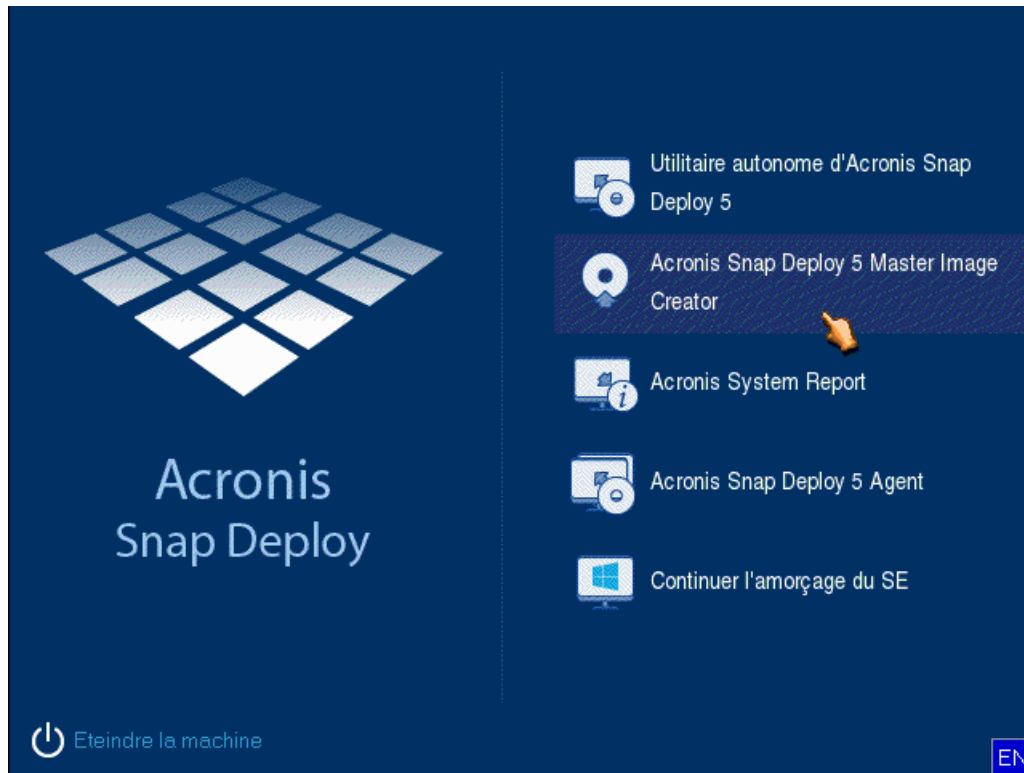 Acronis
Snap Deploy
Utilitaire autonome d'Acronis Snap
Deploy 5
Acronis Snap Deploy 5 Master Image
Creator
Acronis System Report
Acronis Snap Deploy 5 Agent
Continuer l'amorçage du SE
Eteindre la machine
EN